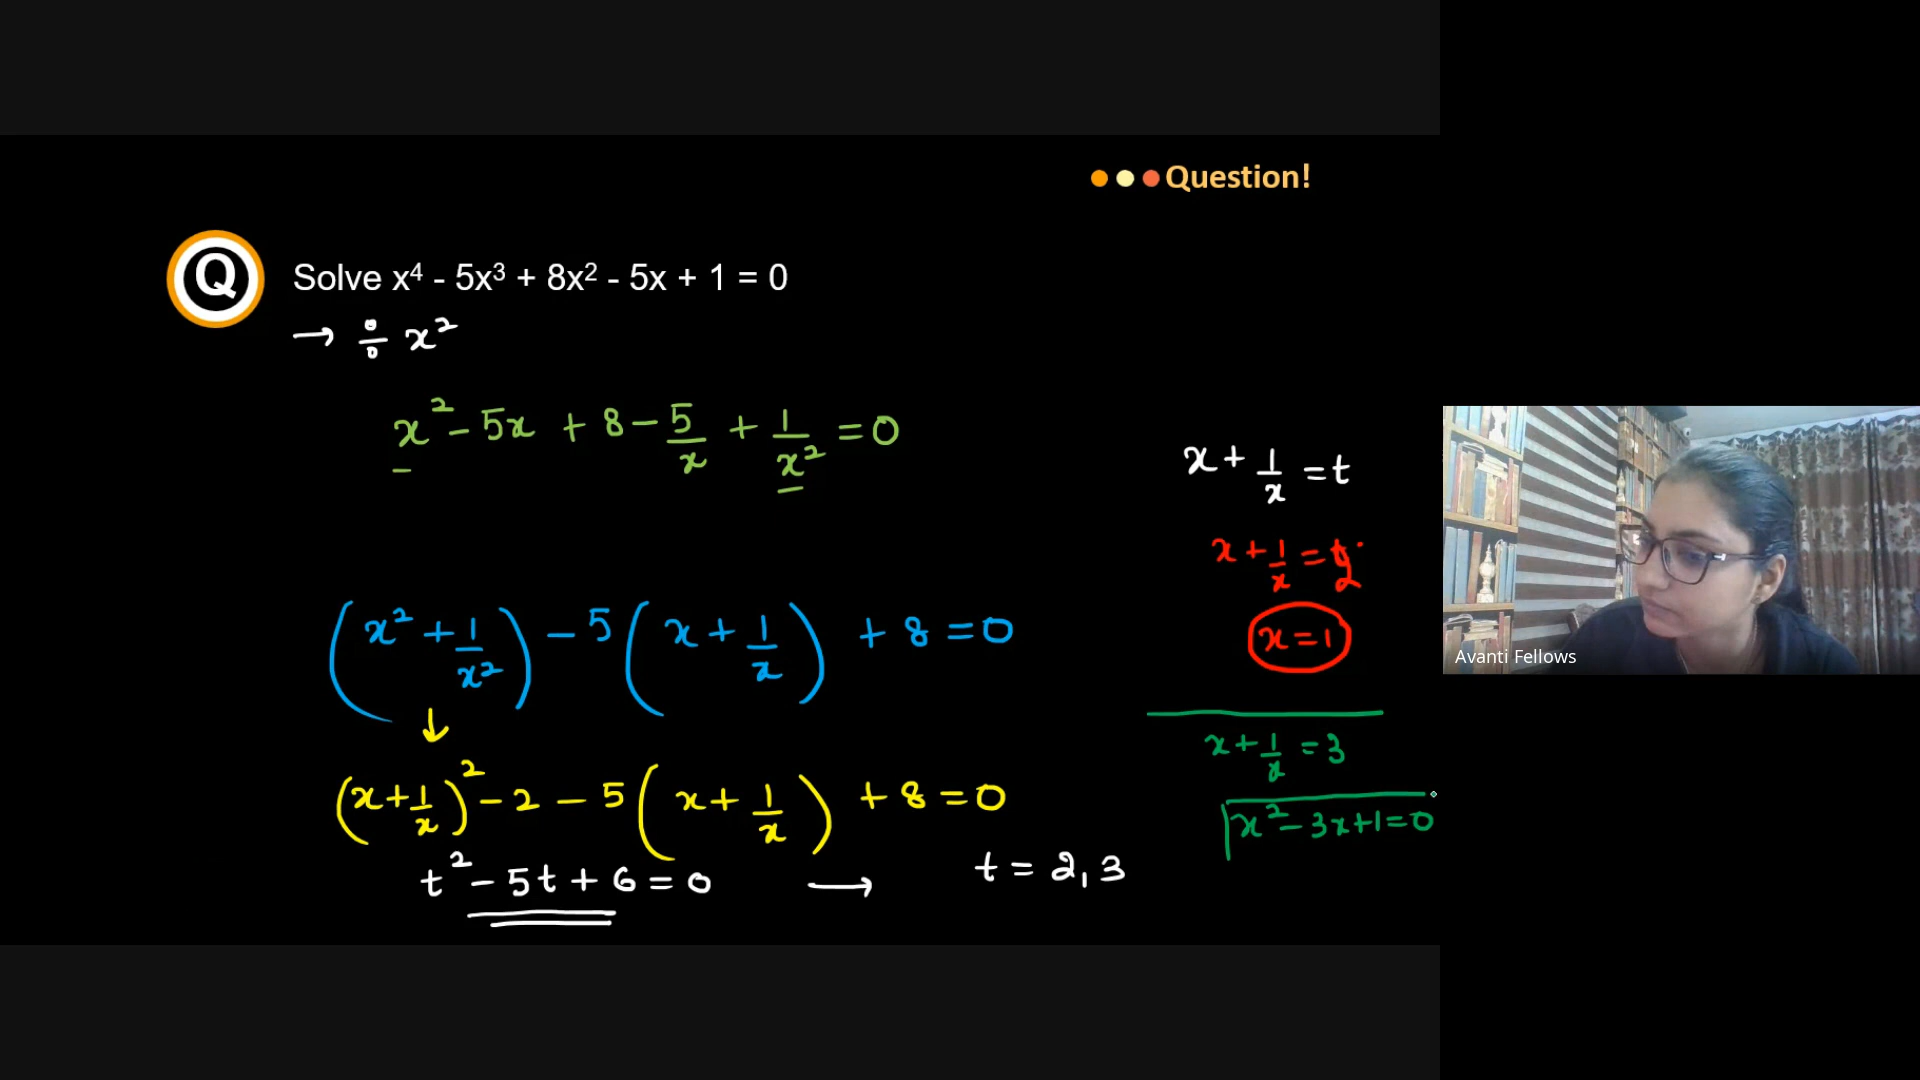 Question!
Q
Solve x⁴ - 5x³ + 8x² - 5x + 1 = 0
→ ÷ x²
x² - 5x + 8 - 5/x + 1/x² = 0
(x² + 1/x²) - 5(x + 1/x) + 8 = 0
↓
(x + 1/x)² - 2 - 5(x + 1/x) + 8 = 0
t² - 5t + 6 = 0 → t = 2, 3
x + 1/x = t
x + 1/x = 2
x = 1
x + 1/x = 3
x² - 3x + 1 = 0
Avanti Fellows